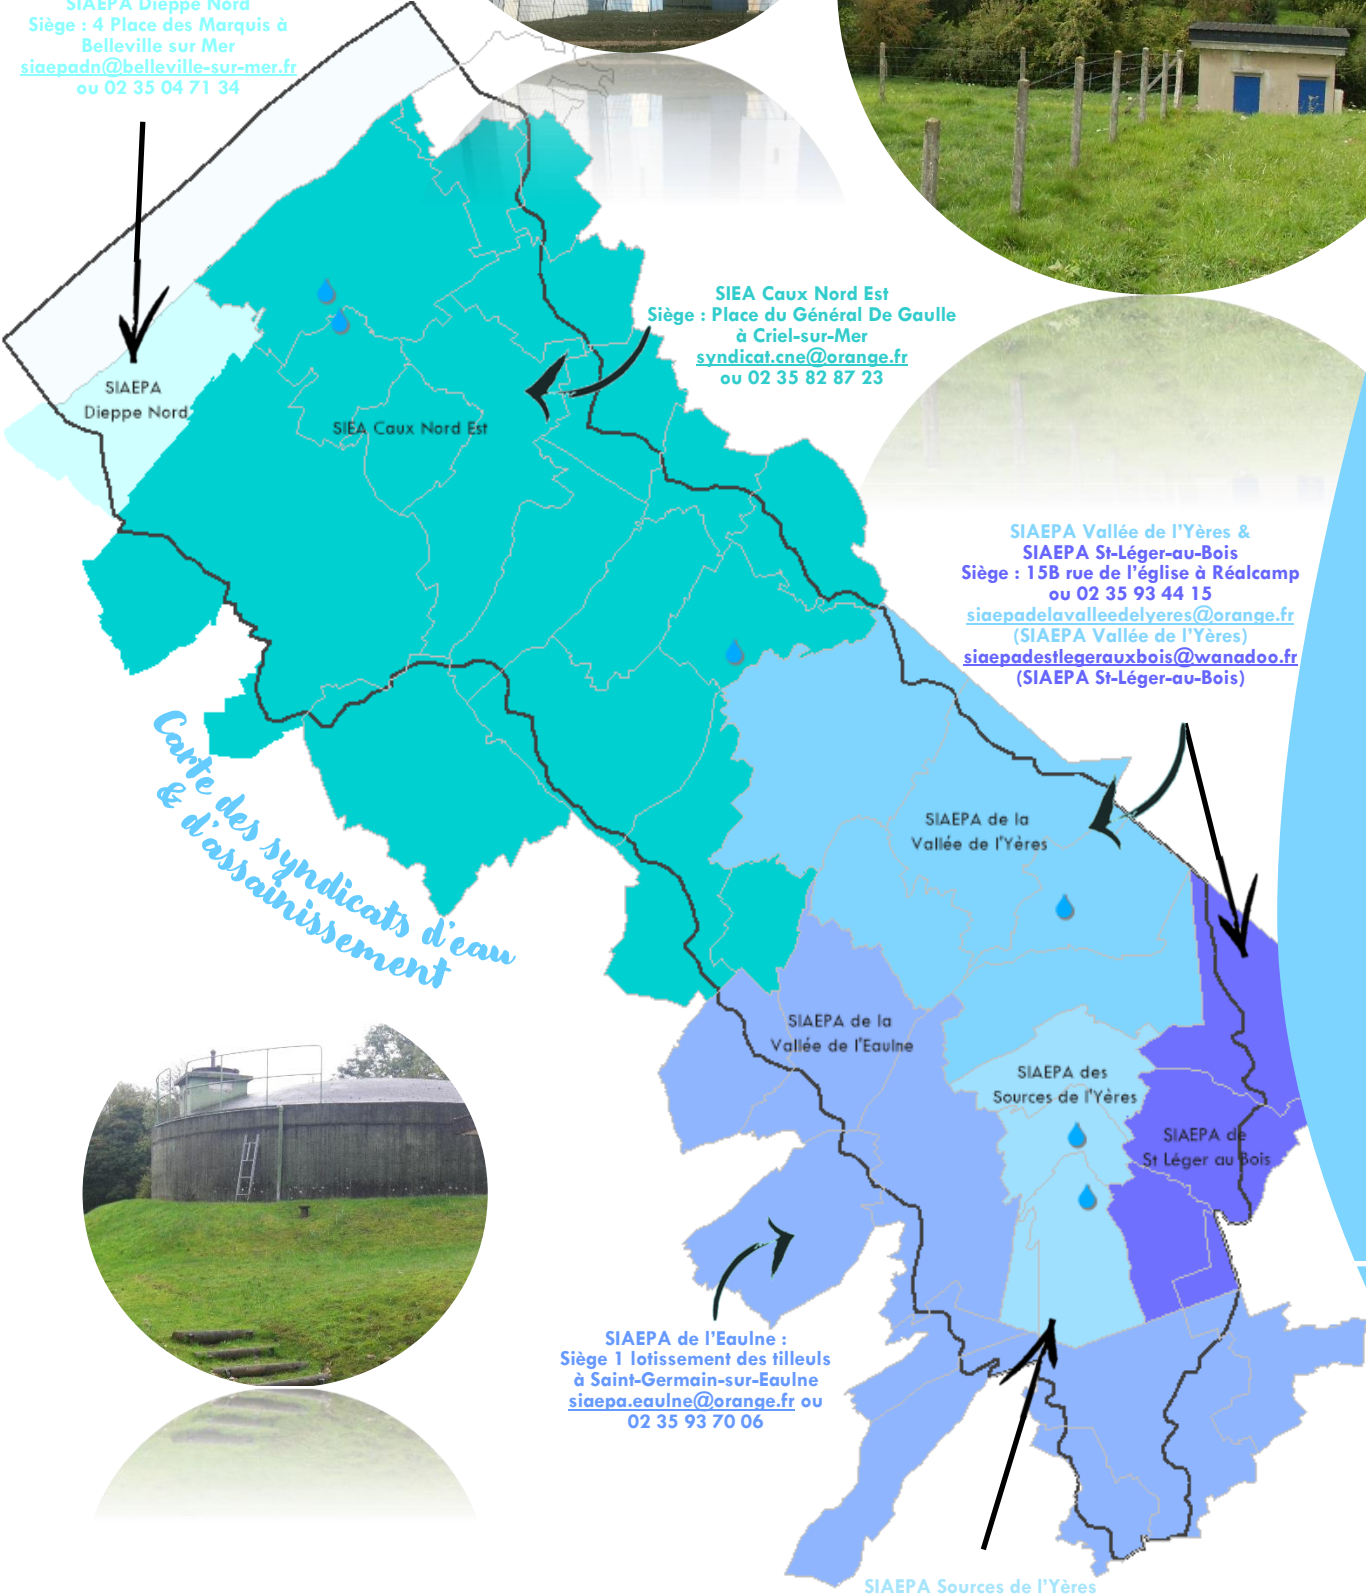 SIAEPA Dieppe Nord
Siège : 4 Place des Marquis à
Belleville sur Mer
siaepadn@belleville-sur-mer.fr
ou 02 35 04 71 34
SIEA Caux Nord Est
Siège : Place du Général De Gaulle
à Criel-sur-Mer
syndicat.cne@orange.fr
ou 02 35 82 87 23
SIAEPA
Dieppe Nord
SIEA Caux Nord Est
SIAEPA Vallée de l'Yères &
SIAEPA St-Léger-au-Bois
Siège : 15B rue de l'église à Réalcamp
ou 02 35 93 44 15
siaepadelavalleedelyeres@orange.fr
(SIAEPA Vallée de l'Yères)
siaepadestlegerauxbois@wanadoo.fr
(SIAEPA St-Léger-au-Bois)
Carte des syndicats d'eau
& d'assainissement
SIAEPA de la
Vallée de l'Yères
SIAEPA de la
Vallée de l'Eaulne
SIAEPA des
Sources de l'Yères
SIAEPA de
St Léger au Bois
SIAEPA de l'Eaulne :
Siège 1 lotissement des tilleuls
à Saint-Germain-sur-Eaulne
siaepa.eaulne@orange.fr ou
02 35 93 70 06
SIAEPA Sources de l'Yères